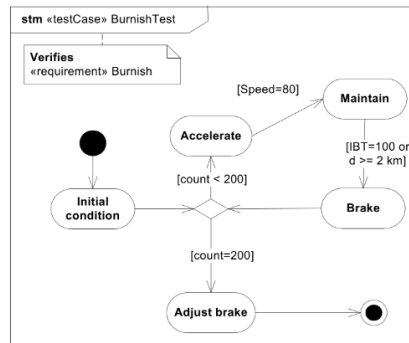 stm «testCase» BurnishTest
Verifies
«requirement» Burnish
[Speed=80]
Maintain
Accelerate
[IBT=100 or
d >= 2 km]
[count < 200]
Initial
condition
Brake
[count=200]
Adjust brake